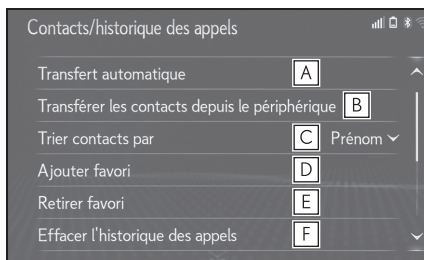 Contacts/historique des appels
Transfert automatique A
Transférer les contacts depuis le périphérique B
Trier contacts par C Prénom
Ajouter favori D
Retirer favori E
Effacer l'historique des appels F